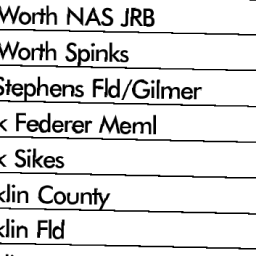 Worth NAS JRB
Worth Spinks
Stephens Fld/Gilmer
k Federer Meml
k Sikes
klin County
klin Fld